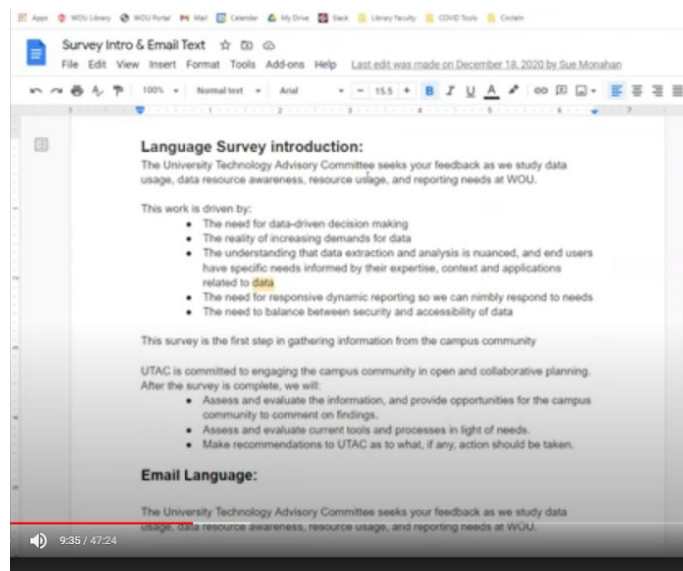 Apps WOU Library WOU Portal Mail Calendar My Drive Slack Library Faculty COVID Tools
Survey Intro & Email Text
File Edit View Insert Format Tools Add-ons Help Last edit was made on December 18, 2020 by Sue Monahan
100% Normal text Arial 15.5 B I U A
Language Survey introduction:
The University Technology Advisory Committee seeks your feedback as we study data
usage, data resource awareness, resource usage, and reporting needs at WOU.
This work is driven by:
The need for data-driven decision making
The reality of increasing demands for data
The understanding that data extraction and analysis is nuanced, and end users
have specific needs informed by their expertise, context and applications
related to data
The need for responsive dynamic reporting so we can nimbly respond to needs
The need to balance between security and accessibility of data
This survey is the first step in gathering information from the campus community
UTAC is committed to engaging the campus community in open and collaborative planning.
After the survey is complete, we will:
Assess and evaluate the information, and provide opportunities for the campus
community to comment on findings.
Assess and evaluate current tools and processes in light of needs.
Make recommendations to UTAC as to what, if any, action should be taken.
Email Language:
The University Technology Advisory Committee seeks your feedback as we study data
usage, data resource awareness, resource usage, and reporting needs at WOU.
9:35 / 47:24